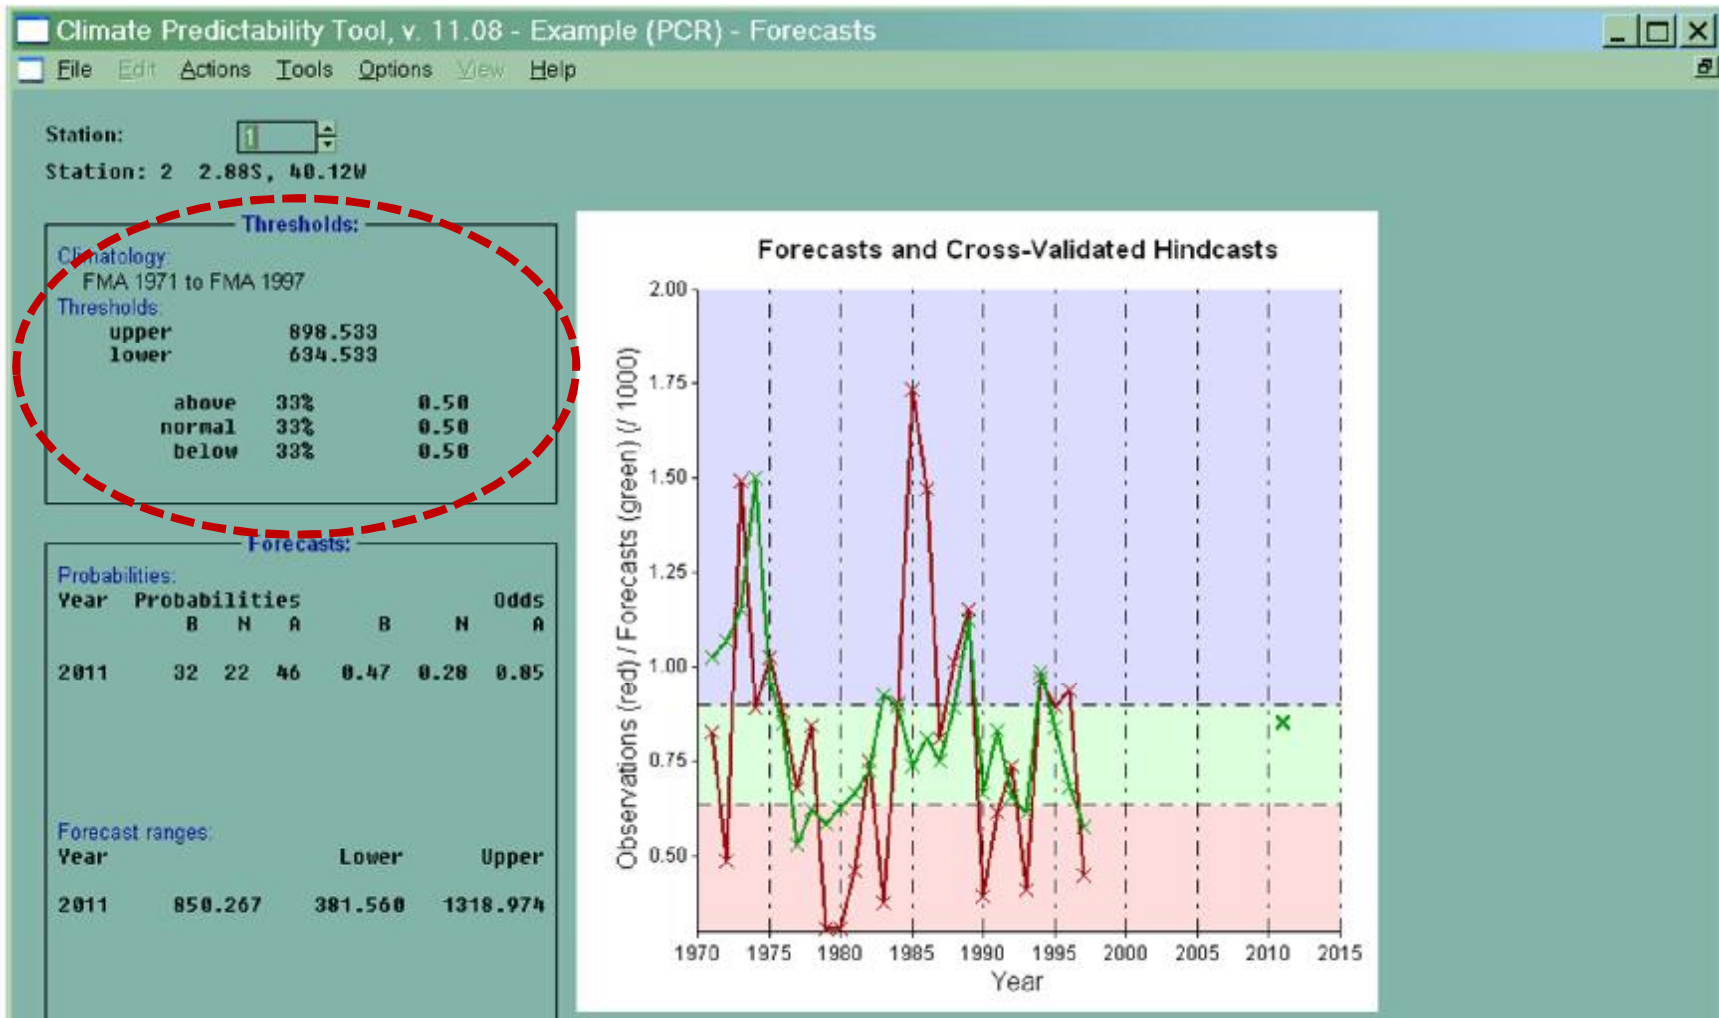 Climate Predictability Tool, v. 11.08 - Example (PCR) - Forecasts
File Edit Actions Tools Options View Help
Station: 1
Station: 2 2.88S, 40.12W
Thresholds:
Climatology:
FMA 1971 to FMA 1997
Thresholds:
upper 898.533
lower 634.533
above 33% 0.50
normal 33% 0.50
below 33% 0.50
Forecasts:
Probabilities:
Year Probabilities Odds
B N A B N A
2011 32 22 46 0.47 0.28 0.85
Forecast ranges:
Year Lower Upper
2011 850.267 381.560 1318.974
Forecasts and Cross-Validated Hindcasts
Observations (red) / Forecasts (green) (/ 1000)
2.00
1.75
1.50
1.25
1.00
0.75
0.50
1970 1975 1980 1985 1990 1995 2000 2005 2010 2015
Year